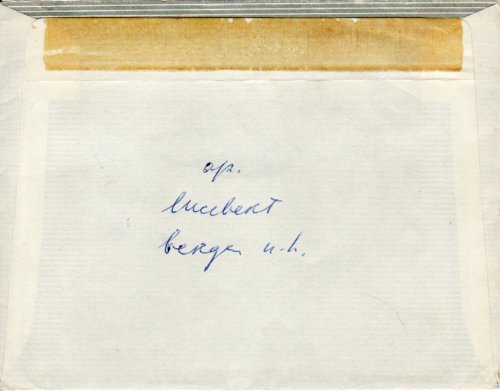 afz.
lucebert
bergen n.h.